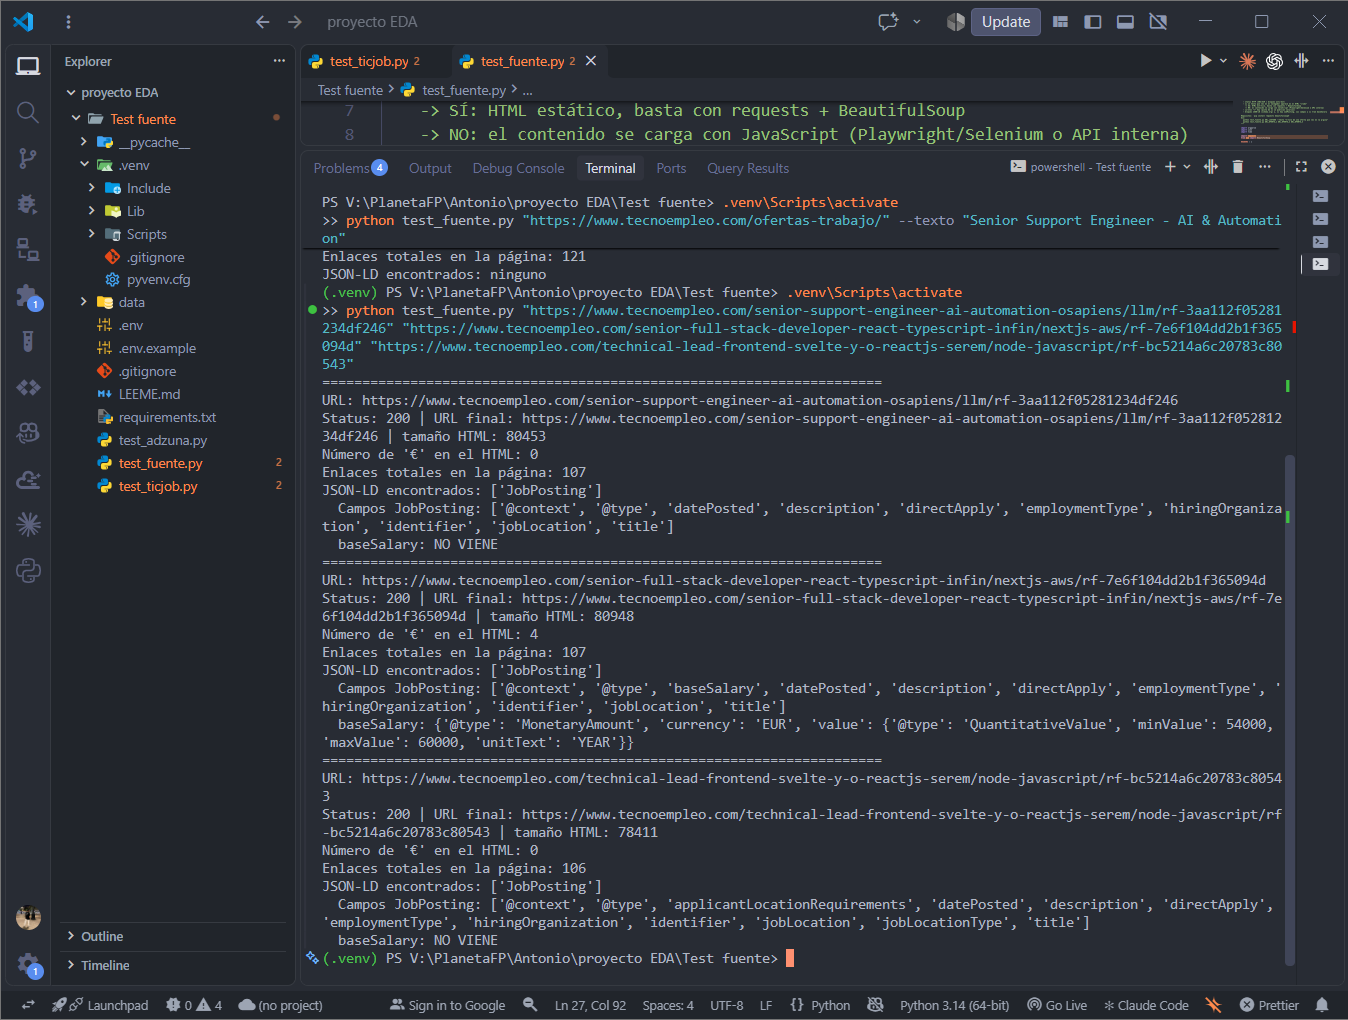 proyecto EDA
Update
Explorer
proyecto EDA
Test fuente
__pycache__
.venv
Include
Lib
Scripts
.gitignore
pyvenv.cfg
data
.env
.env.example
.gitignore
LEEME.md
requirements.txt
test_adzuna.py
test_fuente.py 2
test_ticjob.py 2
Outline
Timeline
1
1
test_ticjob.py 2
test_fuente.py 2
Test fuente > test_fuente.py > ...
7 -> SÍ: HTML estático, basta con requests + BeautifulSoup
8 -> NO: el contenido se carga con JavaScript (Playwright/Selenium o API interna)
Problems 4 Output Debug Console Terminal Ports Query Results
powershell - Test fuente
PS V:\PlanetaFP\Antonio\proyecto EDA\Test fuente> .venv\Scripts\activate
>> python test_fuente.py "https://www.tecnoempleo.com/ofertas-trabajo/" --texto "Senior Support Engineer - AI & Automati
on"
Enlaces totales en la página: 121
JSON-LD encontrados: ninguno
(.venv) PS V:\PlanetaFP\Antonio\proyecto EDA\Test fuente> .venv\Scripts\activate
>> python test_fuente.py "https://www.tecnoempleo.com/senior-support-engineer-ai-automation-osapiens/llm/rf-3aa112f05281
234df246" "https://www.tecnoempleo.com/senior-full-stack-developer-react-typescript-infin/nextjs-aws/rf-7e6f104dd2b1f365
094d" "https://www.tecnoempleo.com/technical-lead-frontend-svelte-y-o-reactjs-serem/node-javascript/rf-bc5214a6c20783c80
543"
======================================================================
URL: https://www.tecnoempleo.com/senior-support-engineer-ai-automation-osapiens/llm/rf-3aa112f05281234df246
Status: 200 | URL final: https://www.tecnoempleo.com/senior-support-engineer-ai-automation-osapiens/llm/rf-3aa112f052812
34df246 | tamaño HTML: 80453
Número de '€' en el HTML: 0
Enlaces totales en la página: 107
JSON-LD encontrados: ['JobPosting']
Campos JobPosting: ['@context', '@type', 'datePosted', 'description', 'directApply', 'employmentType', 'hiringOrganiza
tion', 'identifier', 'jobLocation', 'title']
baseSalary: NO VIENE
======================================================================
URL: https://www.tecnoempleo.com/senior-full-stack-developer-react-typescript-infin/nextjs-aws/rf-7e6f104dd2b1f365094d
Status: 200 | URL final: https://www.tecnoempleo.com/senior-full-stack-developer-react-typescript-infin/nextjs-aws/rf-7e
6f104dd2b1f365094d | tamaño HTML: 80948
Número de '€' en el HTML: 4
Enlaces totales en la página: 107
JSON-LD encontrados: ['JobPosting']
Campos JobPosting: ['@context', '@type', 'baseSalary', 'datePosted', 'description', 'directApply', 'employmentType', '
hiringOrganization', 'identifier', 'jobLocation', 'title']
baseSalary: {'@type': 'MonetaryAmount', 'currency': 'EUR', 'value': {'@type': 'QuantitativeValue', 'minValue': 54000,
'maxValue': 60000, 'unitText': 'YEAR'}}
======================================================================
URL: https://www.tecnoempleo.com/technical-lead-frontend-svelte-y-o-reactjs-serem/node-javascript/rf-bc5214a6c20783c8054
3
Status: 200 | URL final: https://www.tecnoempleo.com/technical-lead-frontend-svelte-y-o-reactjs-serem/node-javascript/rf
-bc5214a6c20783c80543 | tamaño HTML: 78411
Número de '€' en el HTML: 0
Enlaces totales en la página: 106
JSON-LD encontrados: ['JobPosting']
Campos JobPosting: ['@context', '@type', 'applicantLocationRequirements', 'datePosted', 'description', 'directApply',
'employmentType', 'hiringOrganization', 'identifier', 'jobLocation', 'jobLocationType', 'title']
baseSalary: NO VIENE
(.venv) PS V:\PlanetaFP\Antonio\proyecto EDA\Test fuente>
Launchpad 0 4 (no project) Sign in to Google Ln 27, Col 92 Spaces: 4 UTF-8 LF {} Python Python 3.14 (64-bit) Go Live Claude Code Prettier